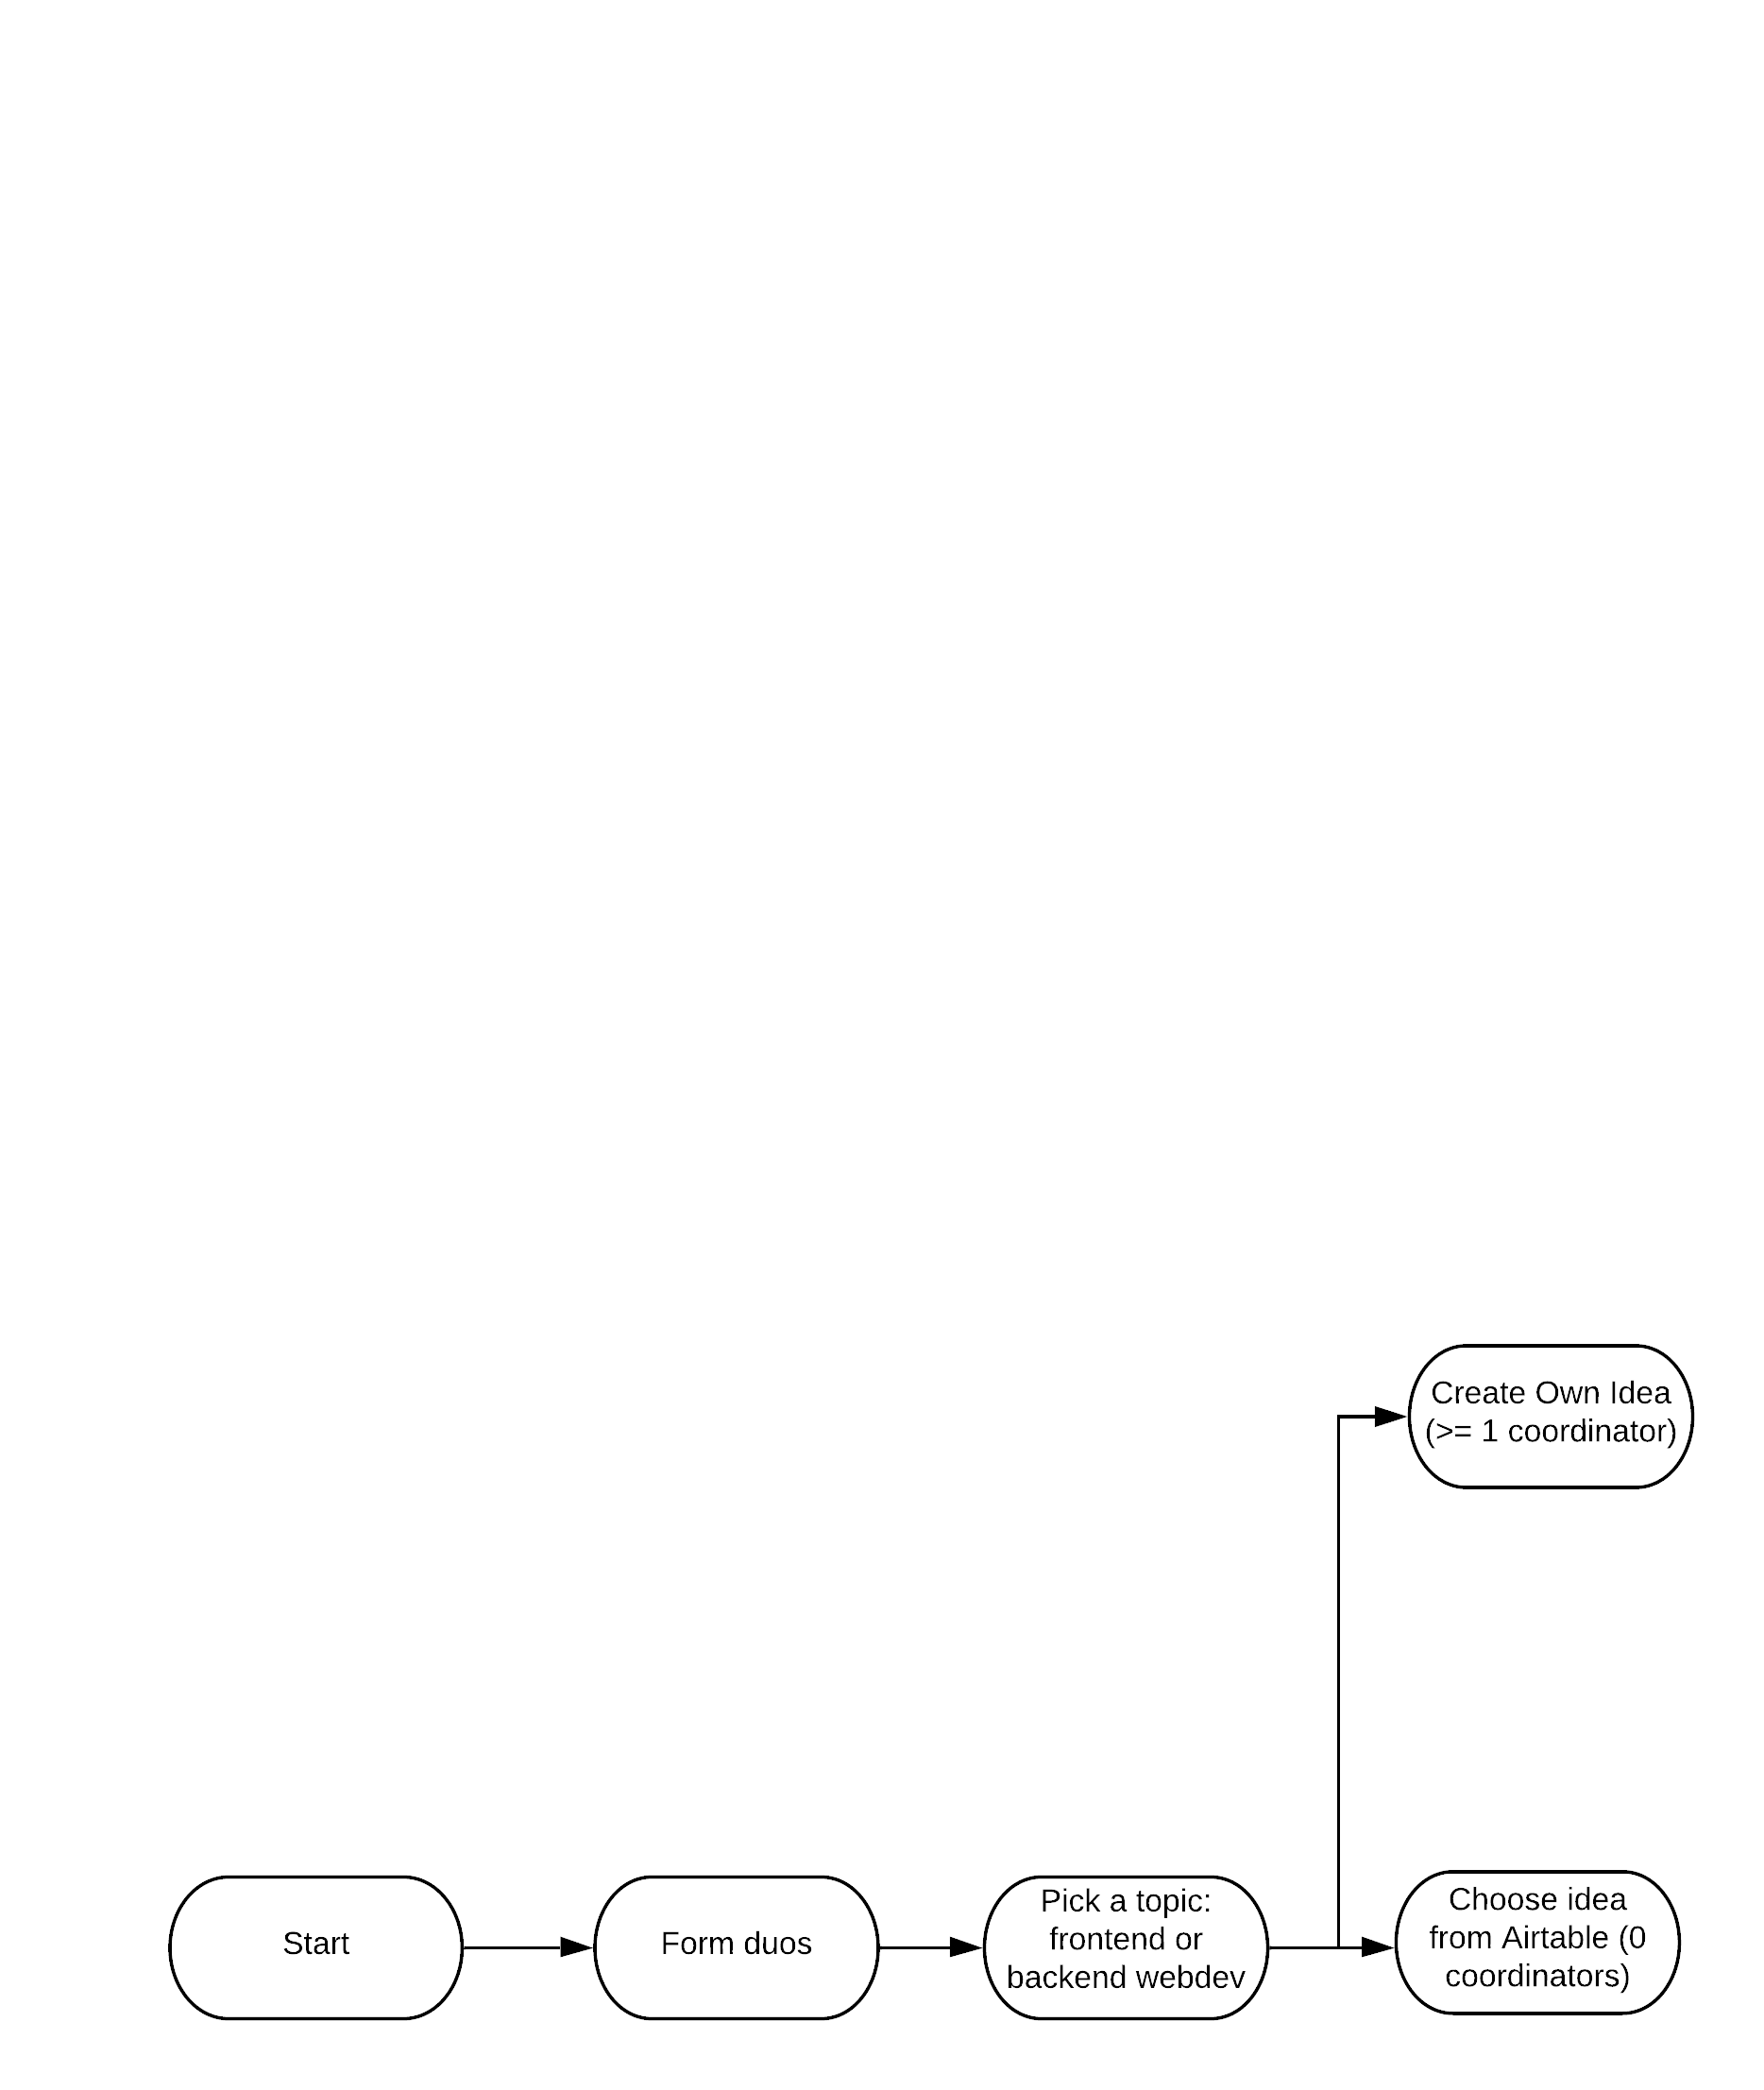 Create Own Idea
(>= 1 coordinator)
Start
Form duos
Pick a topic:
frontend or
backend webdev
Choose idea
from Airtable (0
coordinators)